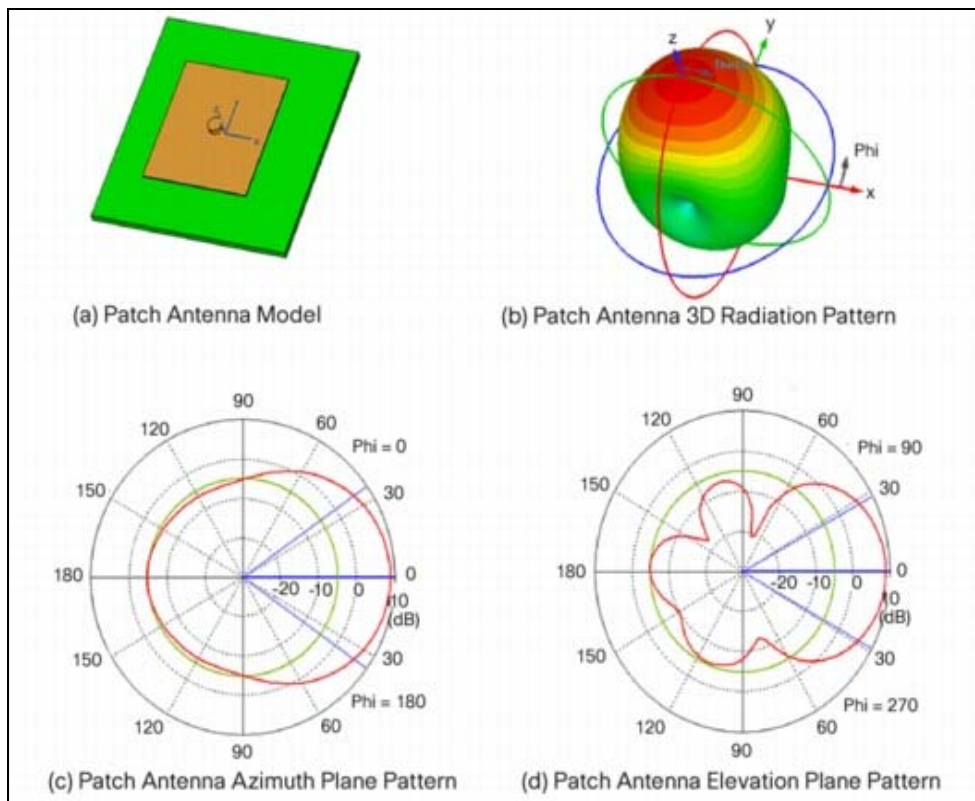 z
y
Phi
x
(a) Patch Antenna Model
(b) Patch Antenna 3D Radiation Pattern
90
120
60
Phi = 0
150
30
180
-20
-10
0
0
10
(dB)
150
30
Phi = 180
120
60
90
(c) Patch Antenna Azimuth Plane Pattern
90
120
60
Phi = 90
150
30
180
-20
-10
0
0
10
(dB)
150
30
Phi = 270
120
60
90
(d) Patch Antenna Elevation Plane Pattern